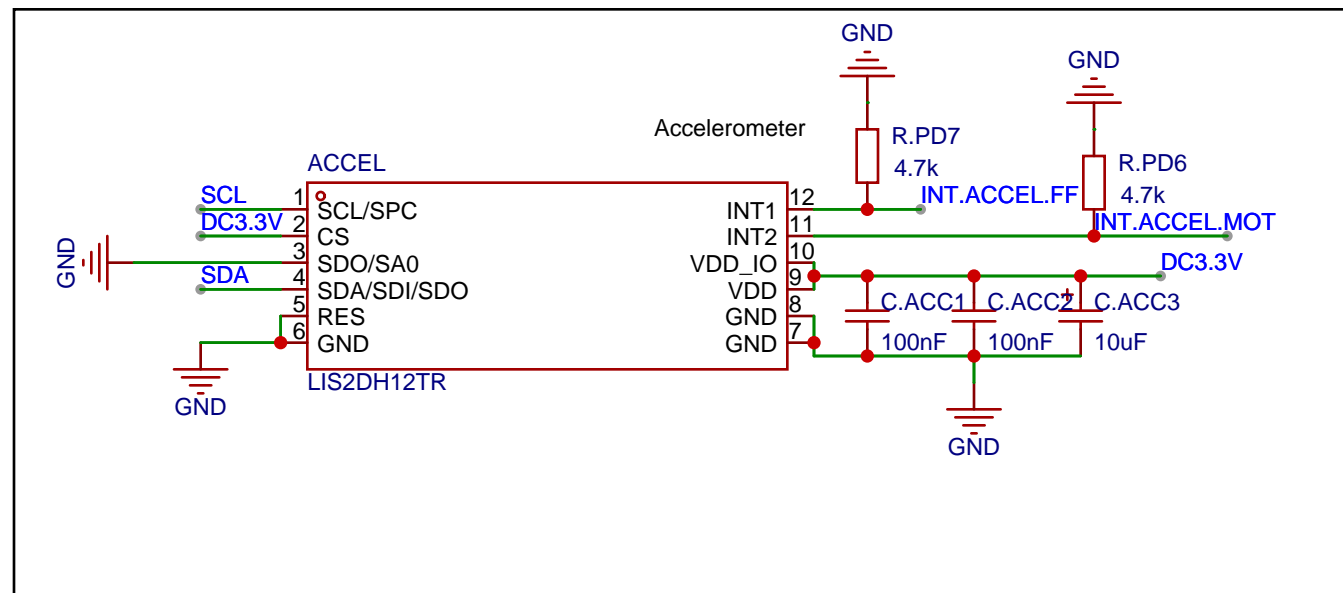 GND
GND
Accelerometer
R.PD7
4.7k
R.PD6
4.7k
ACCEL
SCL
1
SCL/SPC
DC3.3V
2
CS
GND
3
SDO/SA0
SDA
4
SDA/SDI/SDO
5
RES
6
GND
GND
LIS2DH12TR
12
INT1
INT.ACCEL.FF
11
INT2
INT.ACCEL.MOT
10
VDD_IO
9
VDD
DC3.3V
8
GND
7
GND
C.ACC1
100nF
C.ACC2
100nF
+
C.ACC3
10uF
GND